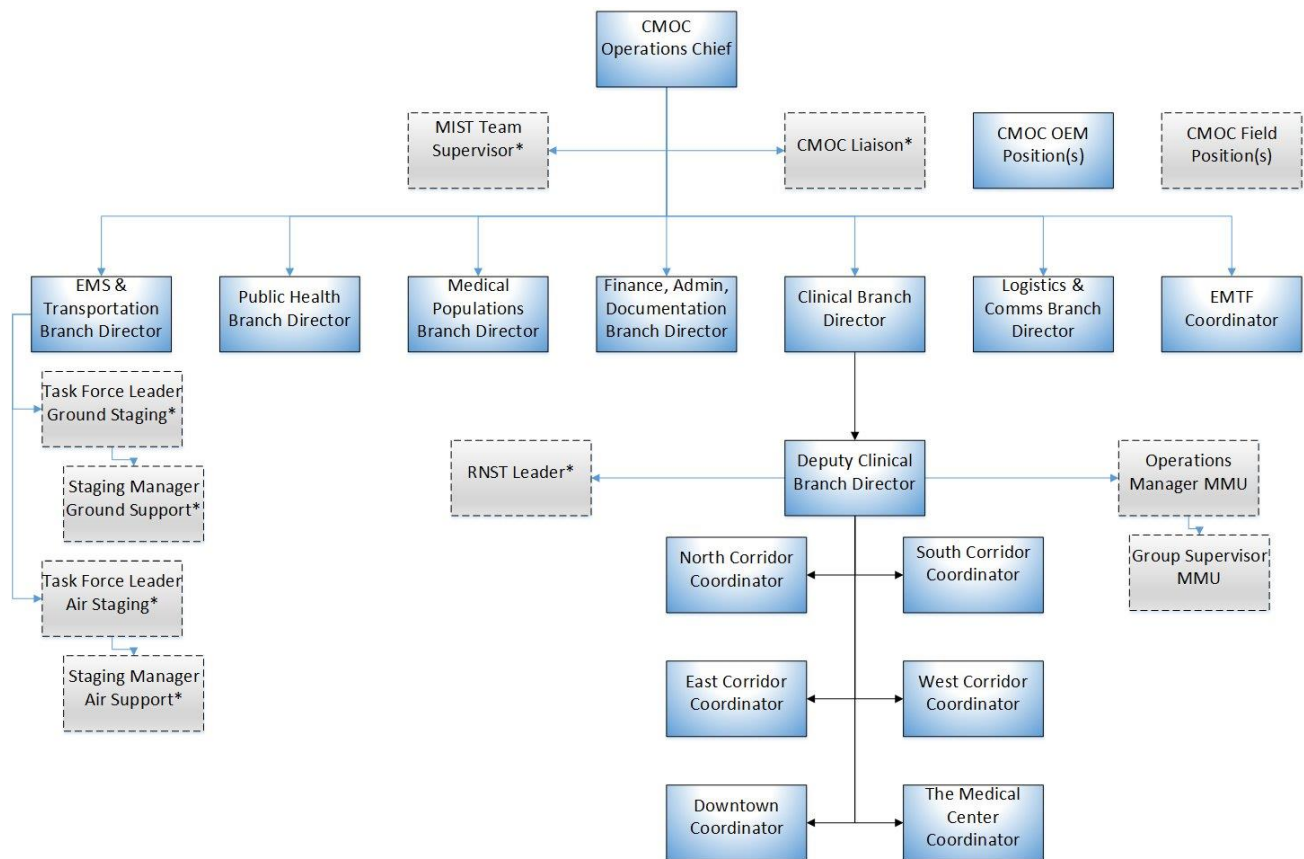 CMOC
Operations Chief
MIST Team
Supervisor*
CMOC Liaison*
CMOC OEM
Position(s)
CMOC Field
Position(s)
EMS &
Transportation
Branch Director
Public Health
Branch Director
Medical
Populations
Branch Director
Finance, Admin,
Documentation
Branch Director
Clinical Branch
Director
Logistics &
Comms Branch
Director
EMTF
Coordinator
Task Force Leader
Ground Staging*
Staging Manager
Ground Support*
Task Force Leader
Air Staging*
Staging Manager
Air Support*
RNST Leader*
Deputy Clinical
Branch Director
Operations
Manager MMU
Group Supervisor
MMU
North Corridor
Coordinator
South Corridor
Coordinator
East Corridor
Coordinator
West Corridor
Coordinator
Downtown
Coordinator
The Medical
Center
Coordinator